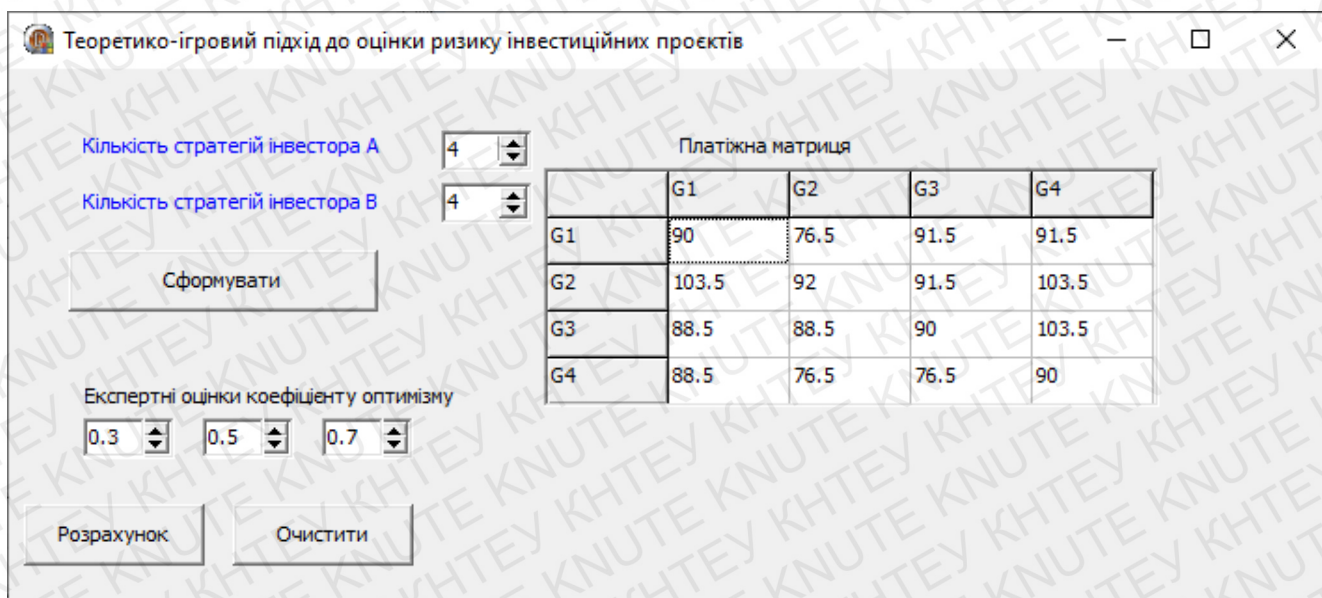 Теоретико-ігровий підхід до оцінки ризику інвестиційних проєктів
Кількість стратегій інвестора А 4
Кількість стратегій інвестора В 4
Сформувати
Платіжна матриця
G1 G2 G3 G4
G1 90 76.5 91.5 91.5
G2 103.5 92 91.5 103.5
G3 88.5 88.5 90 103.5
G4 88.5 76.5 76.5 90
Експертні оцінки коефіцієнту оптимізму
0.3 0.5 0.7
Розрахунок Очистити
KNUTE КНТЕУ